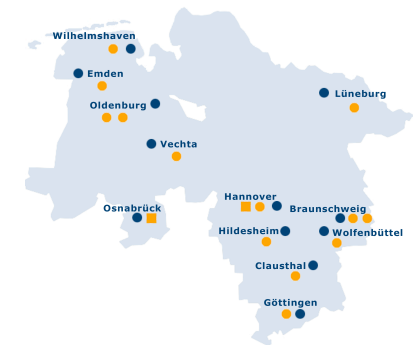 Wilhelmshaven
Emden
Lüneburg
Oldenburg
Vechta
Hannover
Osnabrück
Braunschweig
Hildesheim
Wolfenbüttel
Clausthal
Göttingen